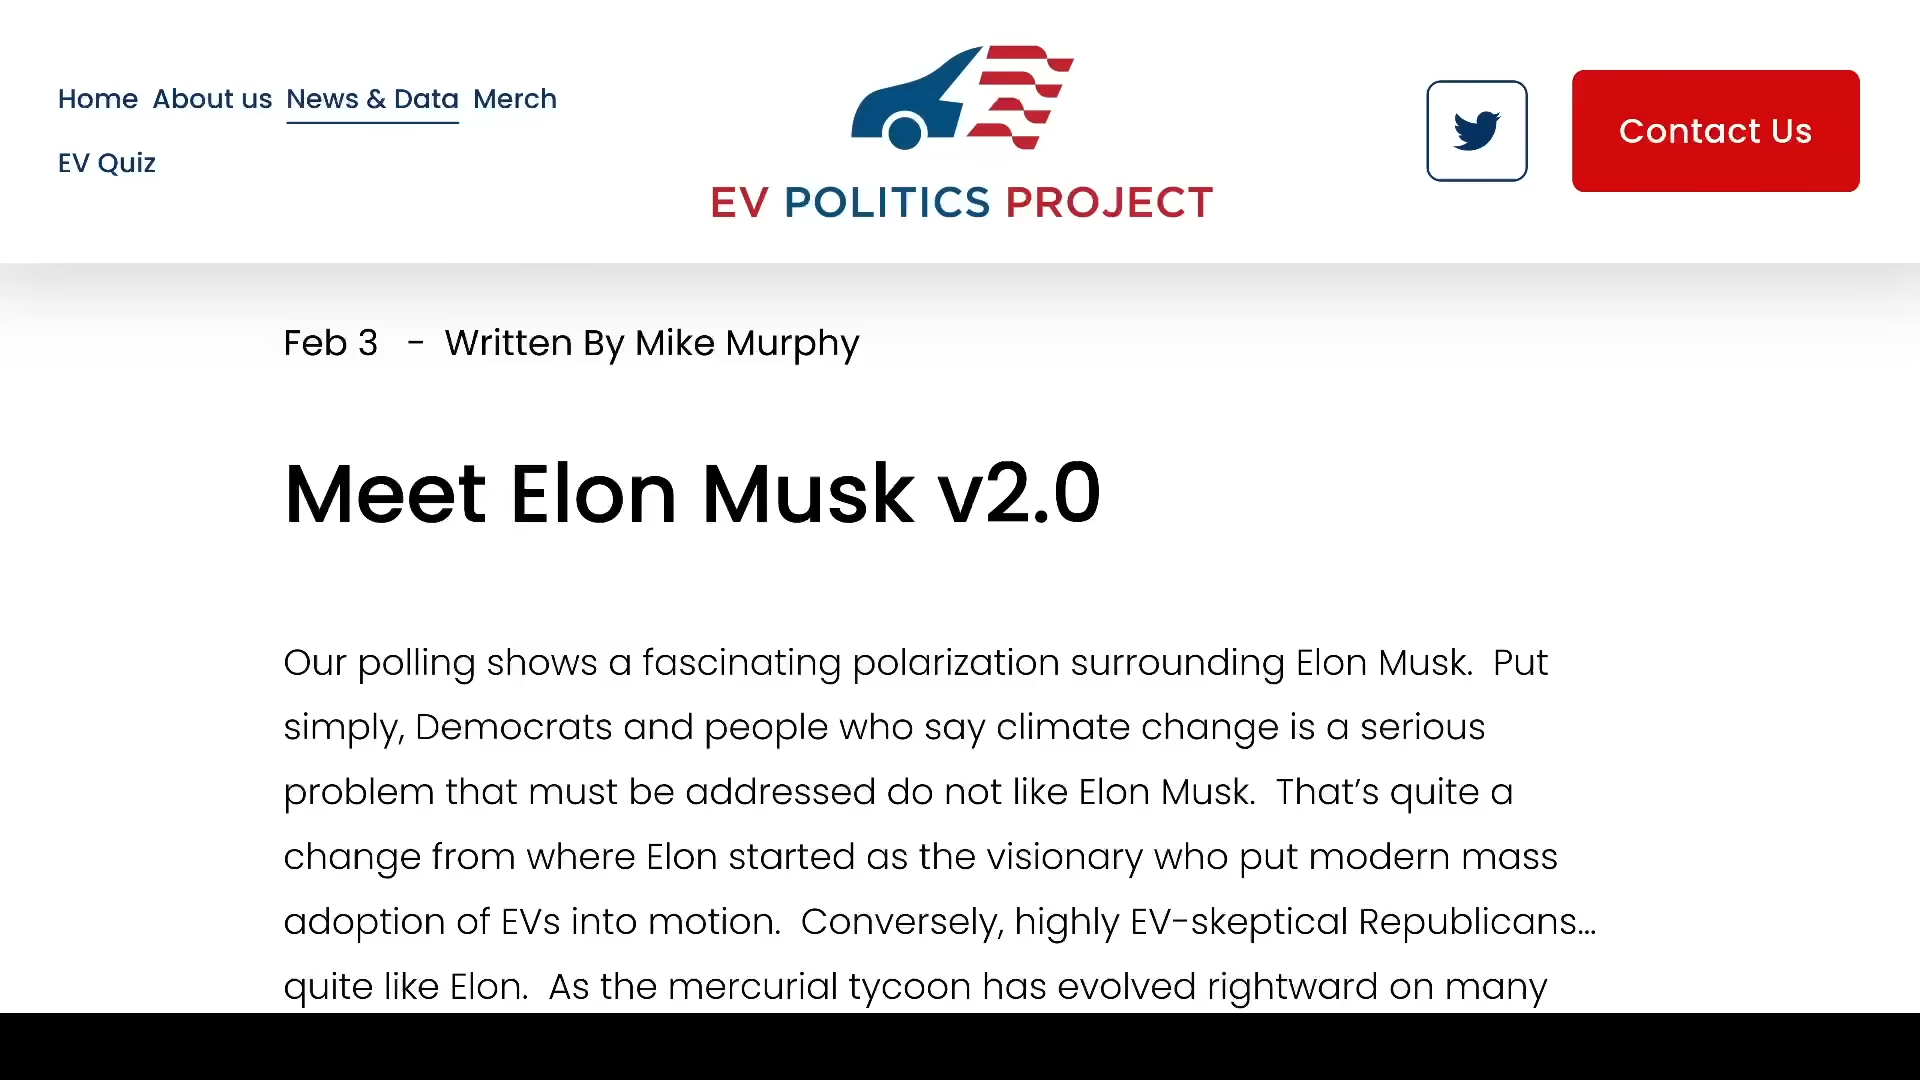 Home About us News & Data Merch
EV Quiz
EV POLITICS PROJECT
Contact Us
Feb 3 - Written By Mike Murphy
Meet Elon Musk v2.0
Our polling shows a fascinating polarization surrounding Elon Musk. Put
simply, Democrats and people who say climate change is a serious
problem that must be addressed do not like Elon Musk. That’s quite a
change from where Elon started as the visionary who put modern mass
adoption of EVs into motion. Conversely, highly EV-skeptical Republicans…
quite like Elon. As the mercurial tycoon has evolved rightward on many